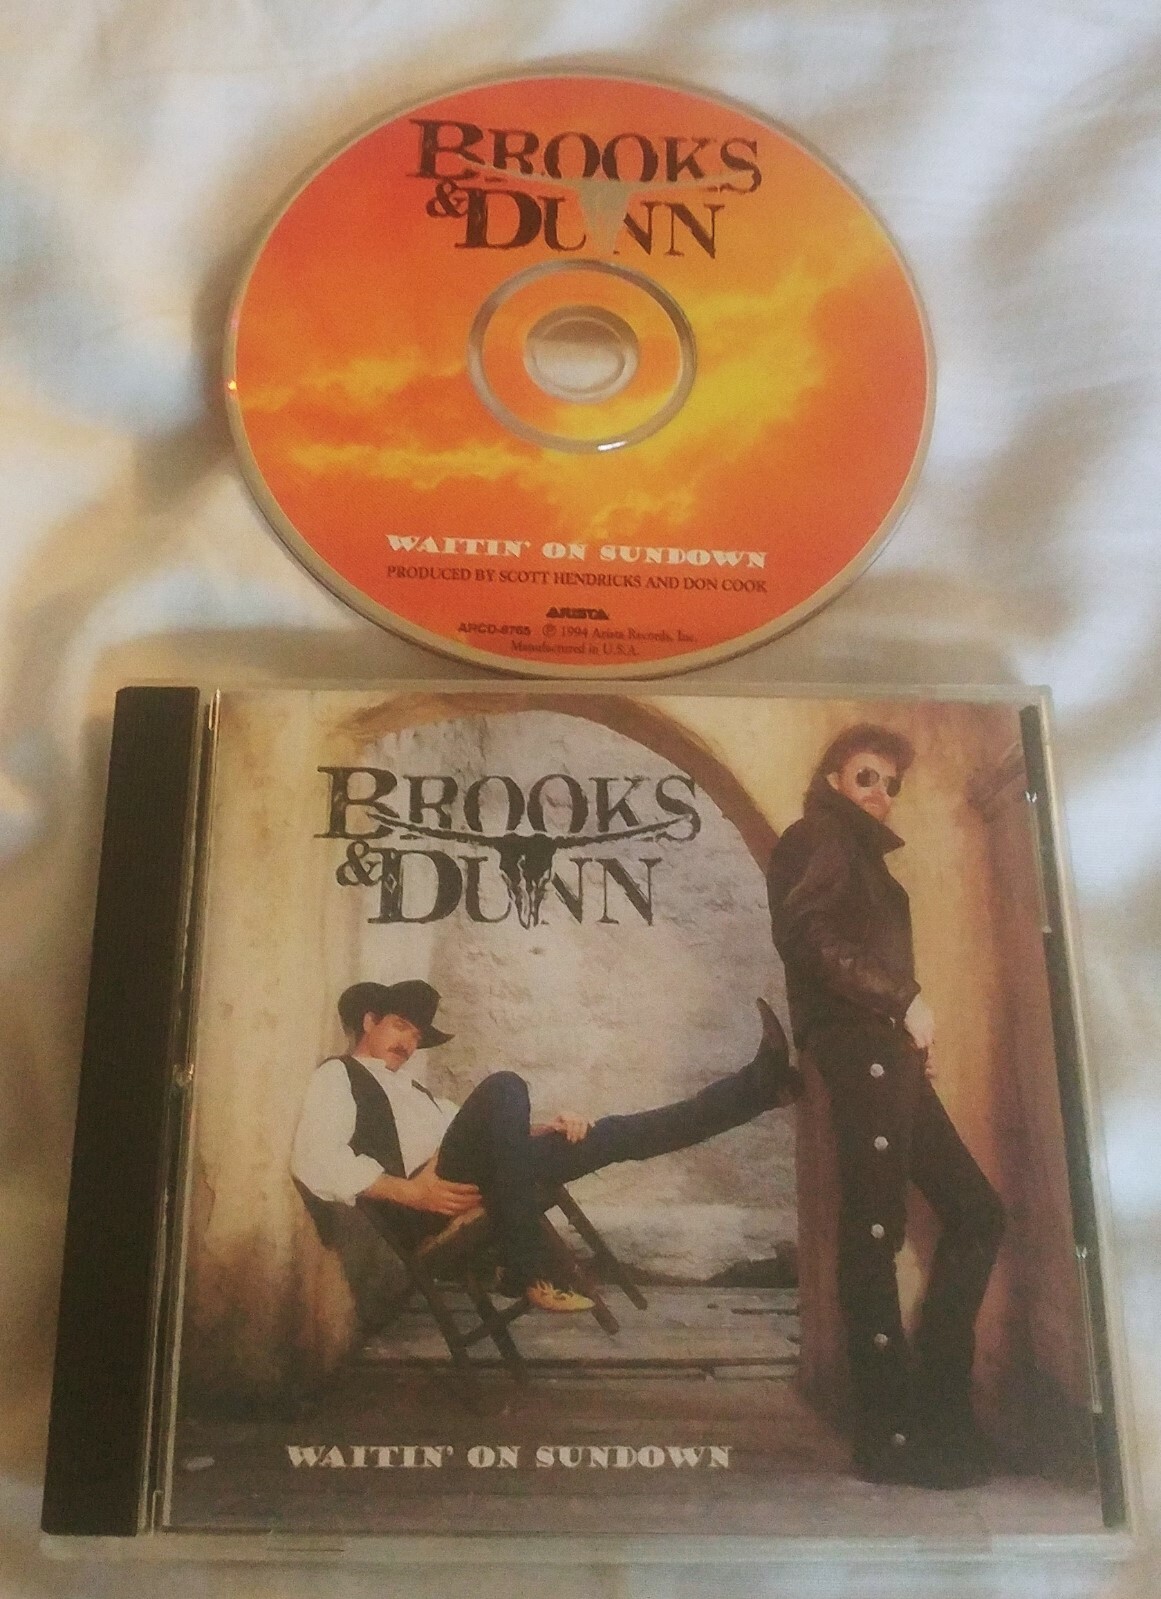 BROOKS
& DUNN
WAITIN' ON SUNDOWN
PRODUCED BY SCOTT HENDRICKS AND DON COOK
ARISTA
ARCD-8765 ℗ 1994 Arista Records, Inc.
Manufactured in U.S.A.
BROOKS
& DUNN
WAITIN' ON SUNDOWN